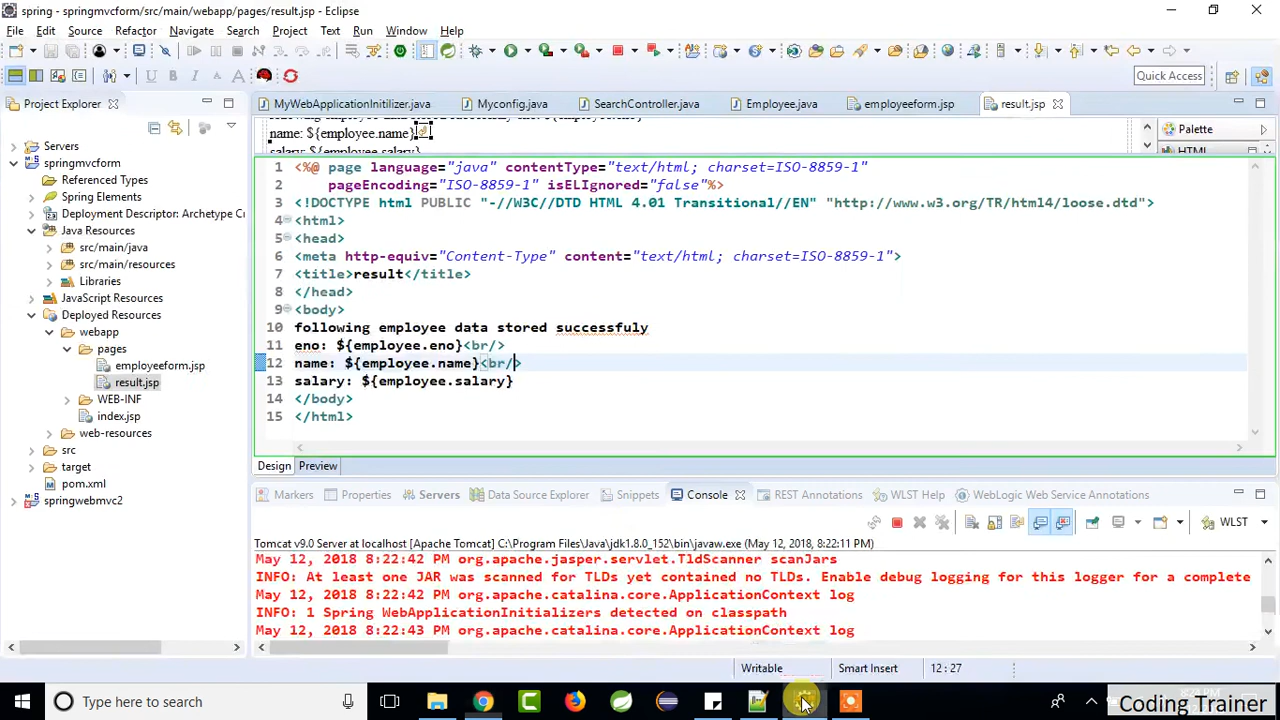 spring - springmvcform/src/main/webapp/pages/result.jsp - Eclipse
File Edit Source Refactor Navigate Search Project Text Run Window Help
Quick Access
Project Explorer
MyWebApplicationInitilizer.java Myconfig.java SearchController.java Employee.java employeeform.jsp result.jsp
name: ${employee.name}
Palette
Servers
springmvcform
Referenced Types
Spring Elements
Deployment Descriptor: Archetype C
Java Resources
src/main/java
src/main/resources
Libraries
JavaScript Resources
Deployed Resources
webapp
pages
employeeform.jsp
result.jsp
WEB-INF
index.jsp
web-resources
src
target
pom.xml
springwebmvc2
1 <%@ page language="java" contentType="text/html; charset=ISO-8859-1"
2 pageEncoding="ISO-8859-1" isELIgnored="false"%>
3 <!DOCTYPE html PUBLIC "-//W3C//DTD HTML 4.01 Transitional//EN" "http://www.w3.org/TR/html4/loose.dtd">
4 <html>
5 <head>
6 <meta http-equiv="Content-Type" content="text/html; charset=ISO-8859-1">
7 <title>result</title>
8 </head>
9 <body>
10 following employee data stored successfuly
11 eno: ${employee.eno}<br/>
12 name: ${employee.name}<br/>
13 salary: ${employee.salary}
14 </body>
15 </html>
Design Preview
Markers Properties Servers Data Source Explorer Snippets Console REST Annotations WLST Help WebLogic Web Service Annotations
WLST
Tomcat v9.0 Server at localhost [Apache Tomcat] C:\Program Files\Java\jdk1.8.0_152\bin\javaw.exe (May 12, 2018 8:22:11 PM)
May 12, 2018 8:22:42 PM org.apache.jasper.servlet.TldScanner scanJars
INFO: At least one JAR was scanned for TLDs yet contained no TLDs. Enable debug logging for this logger for a complete
May 12, 2018 8:22:42 PM org.apache.catalina.core.ApplicationContext log
INFO: 1 Spring WebApplicationInitializers detected on classpath
May 12, 2018 8:22:43 PM org.apache.catalina.core.ApplicationContext log
Writable Smart Insert 12 : 27
Type here to search
Coding Trainer